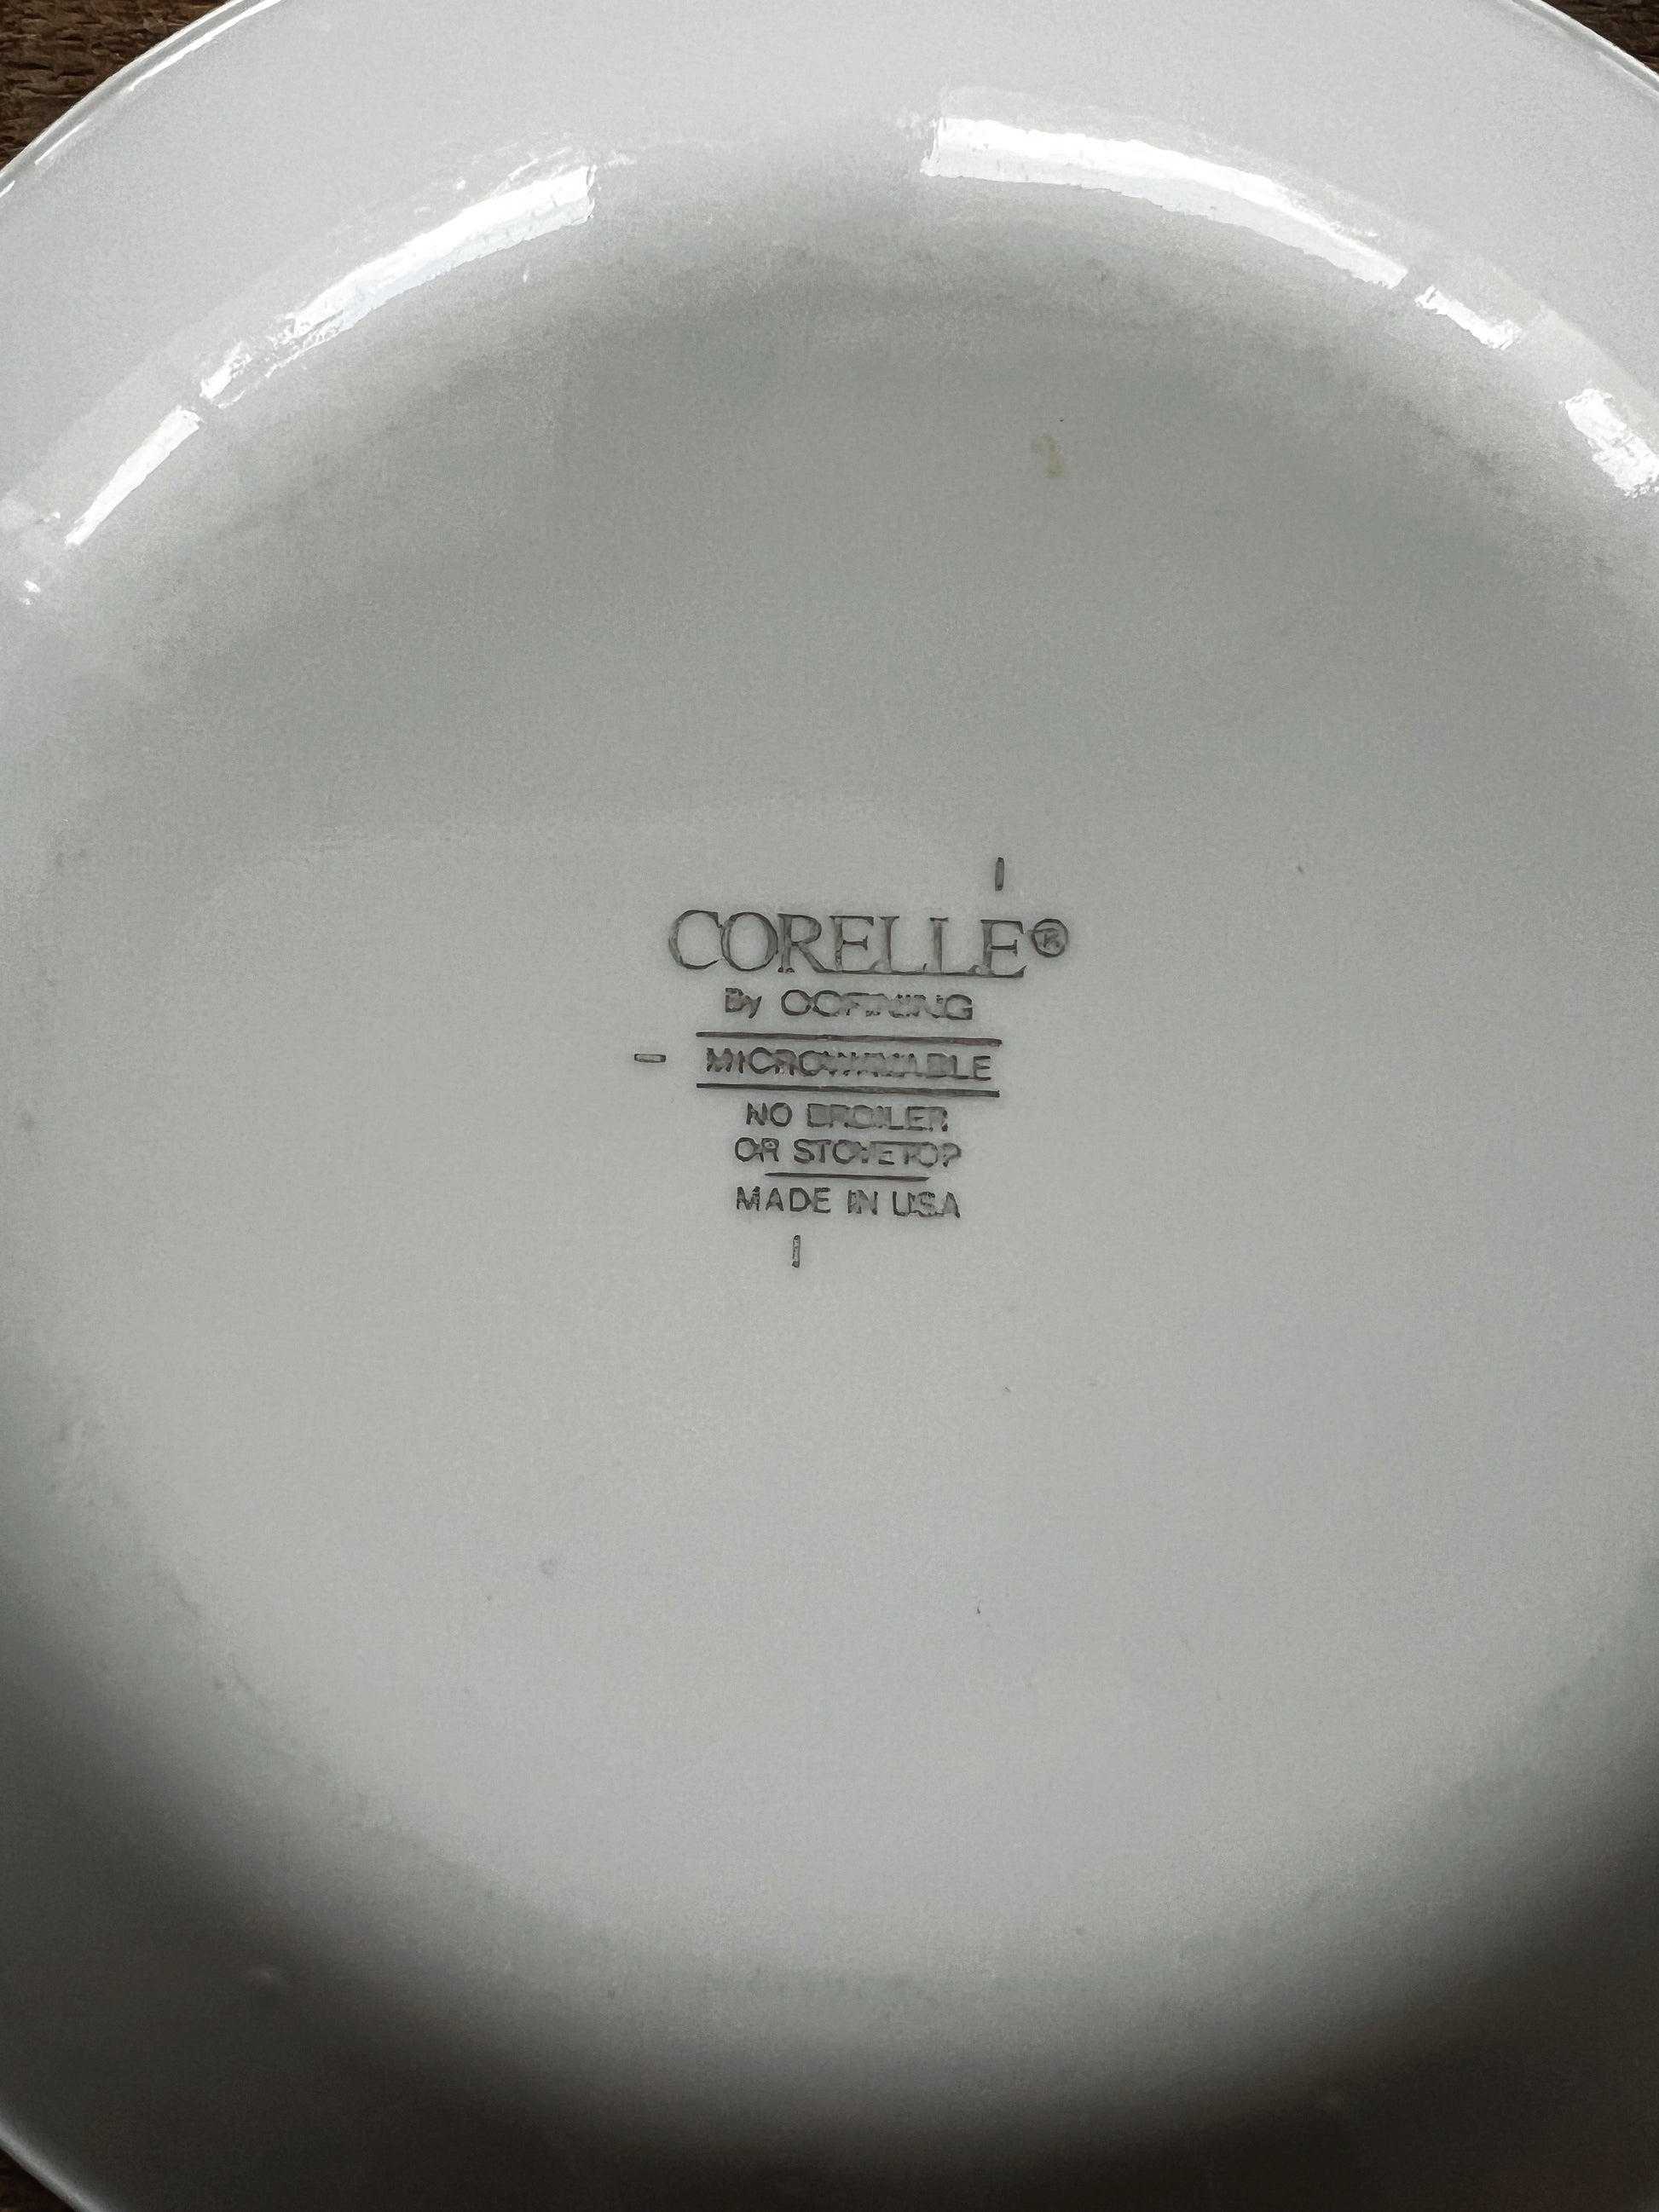 CORELLE®
By CORNING
MICROWAVABLE
NO BROILER
OR STOVETOP
MADE IN USA